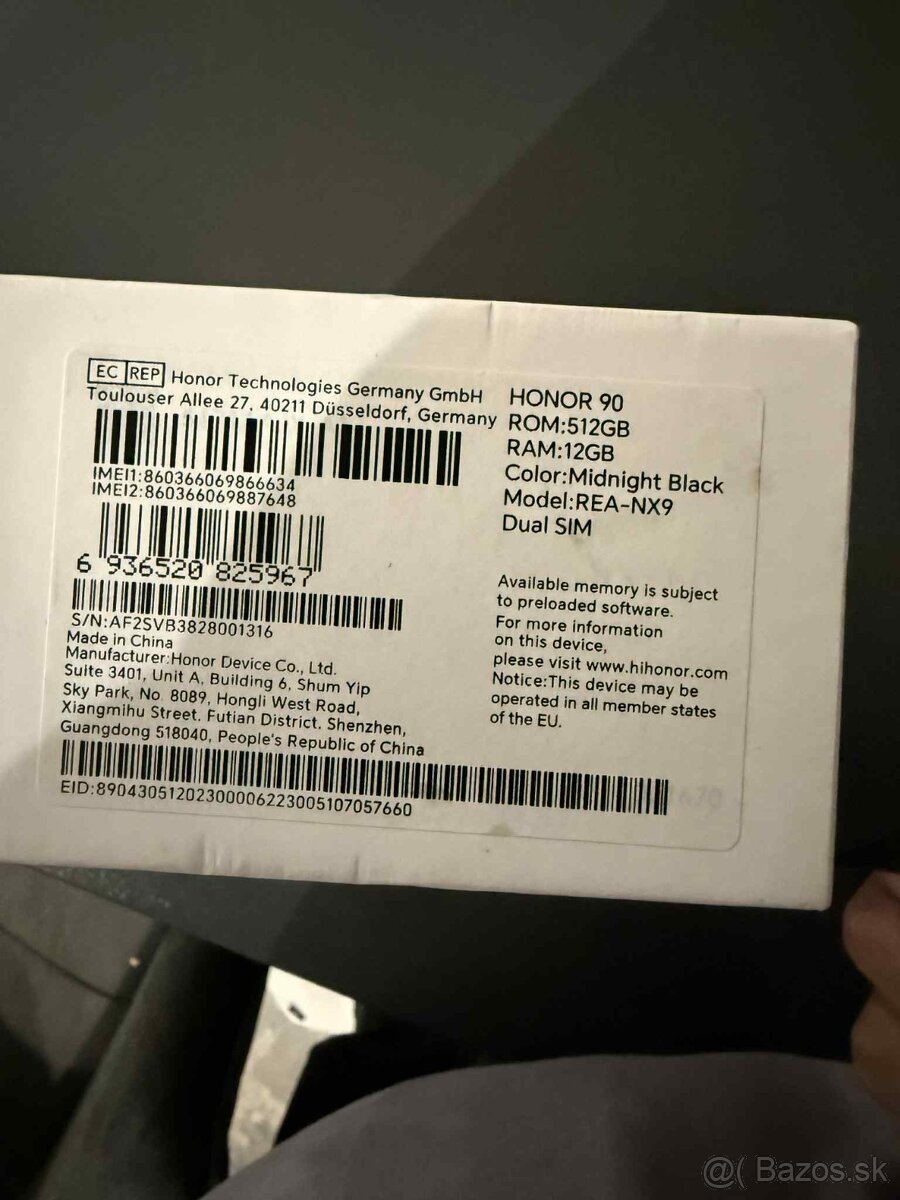 EC REP Honor Technologies Germany GmbH
Toulouser Allee 27, 40211 Düsseldorf, Germany
IMEI1:860366069866634
IMEI2:860366069887648
6 936520 825967
S/N:AF2SVB3828001316
Made in China
Manufacturer:Honor Device Co., Ltd.
Suite 3401, Unit A, Building 6, Shum Yip
Sky Park, No. 8089, Hongli West Road,
Xiangmihu Street, Futian District, Shenzhen,
Guangdong 518040, People's Republic of China
EID:89043051202300006223005107057660
HONOR 90
ROM:512GB
RAM:12GB
Color:Midnight Black
Model:REA-NX9
Dual SIM
Available memory is subject
to preloaded software.
For more information
on this device,
please visit www.hihonor.com
Notice:This device may be
operated in all member states
of the EU.
@( Bazos.sk